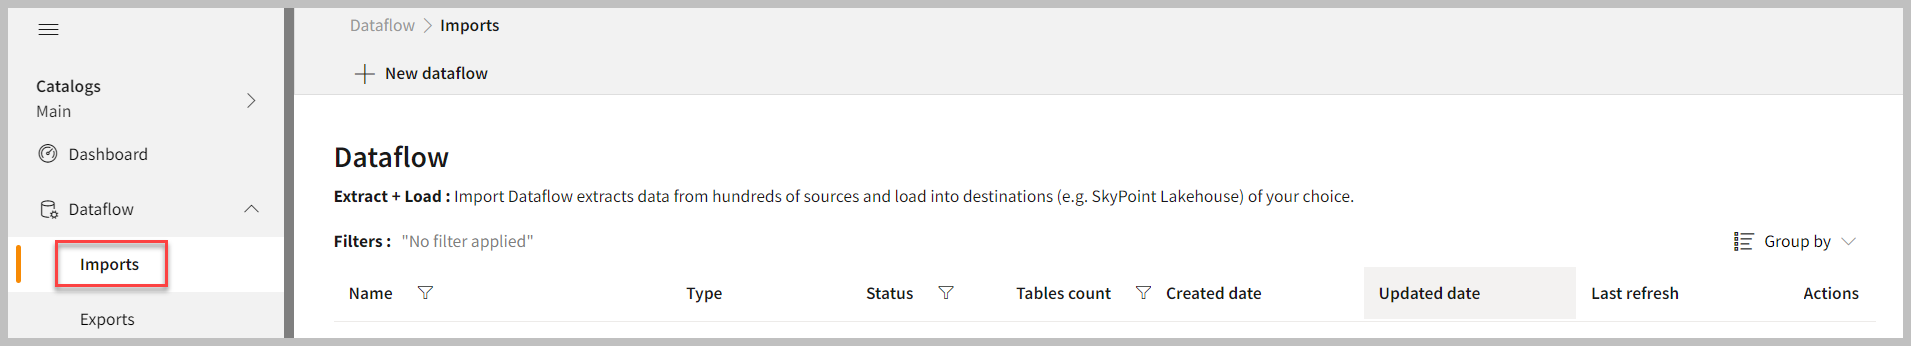 Catalogs
Main
Dashboard
Dataflow
Imports
Exports
Dataflow > Imports
New dataflow
Dataflow
Extract + Load : Import Dataflow extracts data from hundreds of sources and load into destinations (e.g. SkyPoint Lakehouse) of your choice.
Filters : "No filter applied" Group by
Name Type Status Tables count Created date Updated date Last refresh Actions